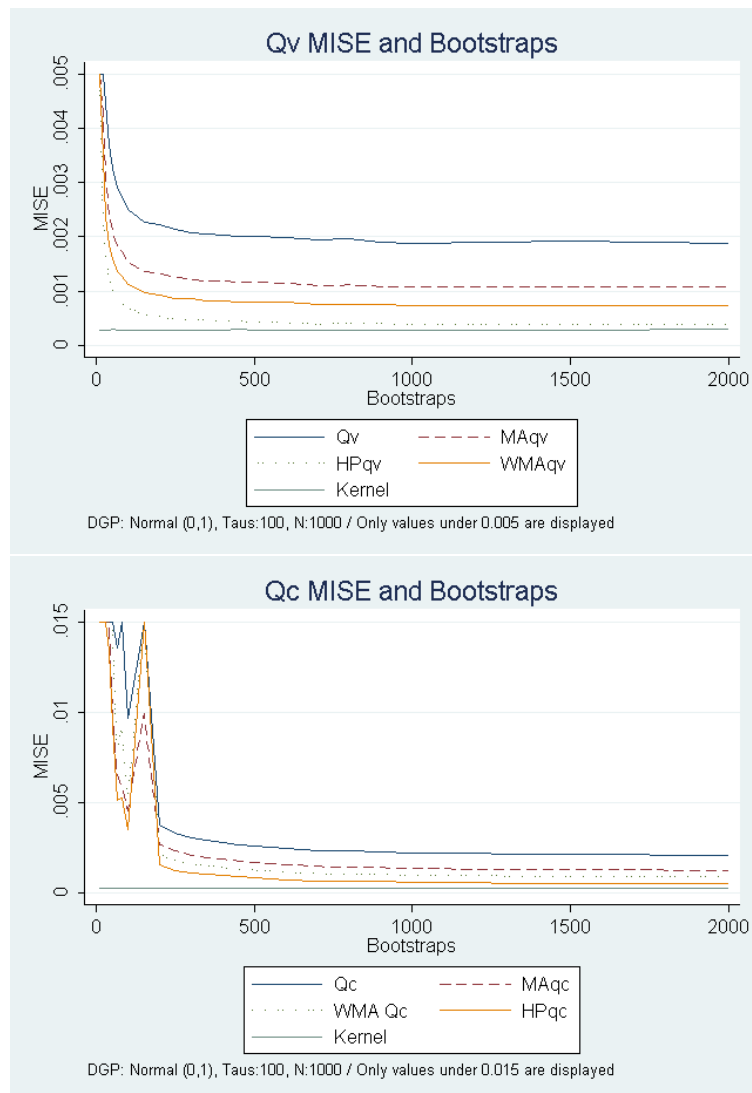 Qv MISE and Bootstraps
MISE
.005
.004
.003
.002
.001
0
0 500 1000 1500 2000
Bootstraps
Qv MAqv
HPqv WMAqv
Kernel
DGP: Normal (0,1), Taus:100, N:1000 / Only values under 0.005 are displayed
Qc MISE and Bootstraps
MISE
.015
.01
.005
0
0 500 1000 1500 2000
Bootstraps
Qc MAqc
WMA Qc HPqc
Kernel
DGP: Normal (0,1), Taus:100, N:1000 / Only values under 0.015 are displayed